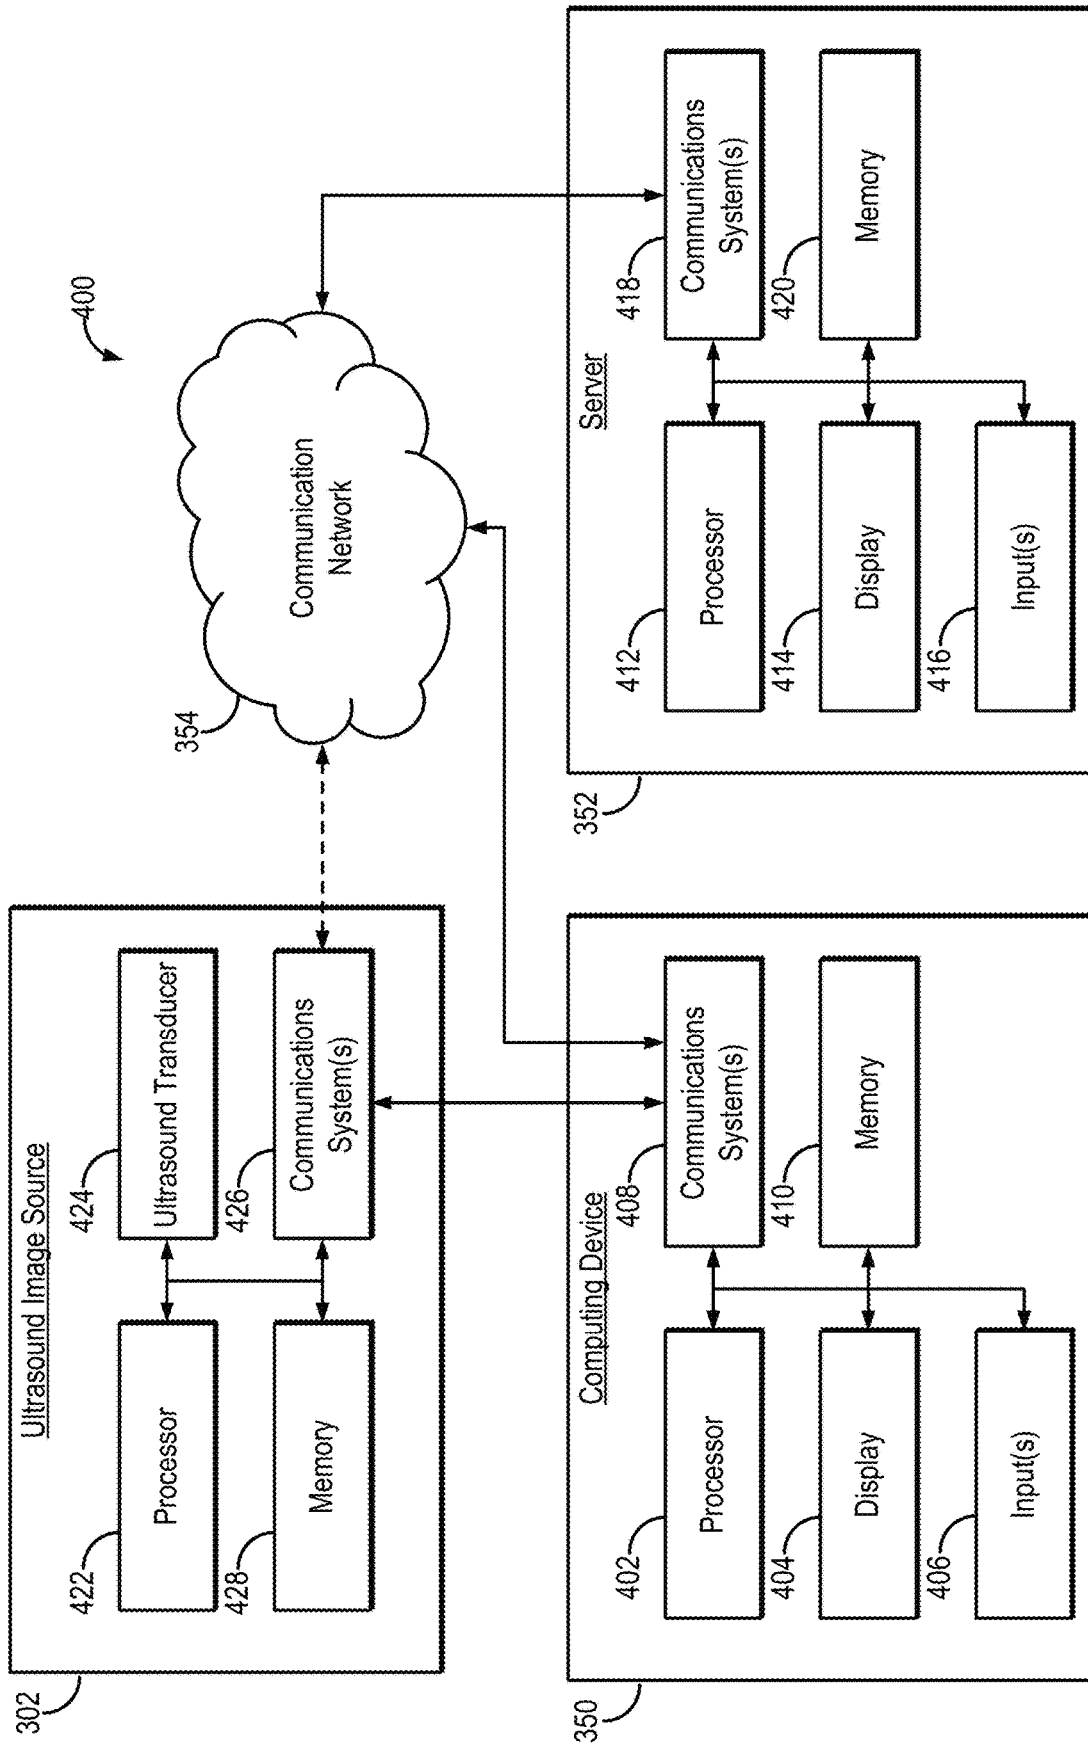 400
302
Ultrasound Image Source
422
Processor
424
Ultrasound Transducer
428
Memory
426
Communications
System(s)
354
Communication
Network
350
Computing Device
402
Processor
408
Communications
System(s)
404
Display
410
Memory
406
Input(s)
352
Server
412
Processor
418
Communications
System(s)
414
Display
420
Memory
416
Input(s)